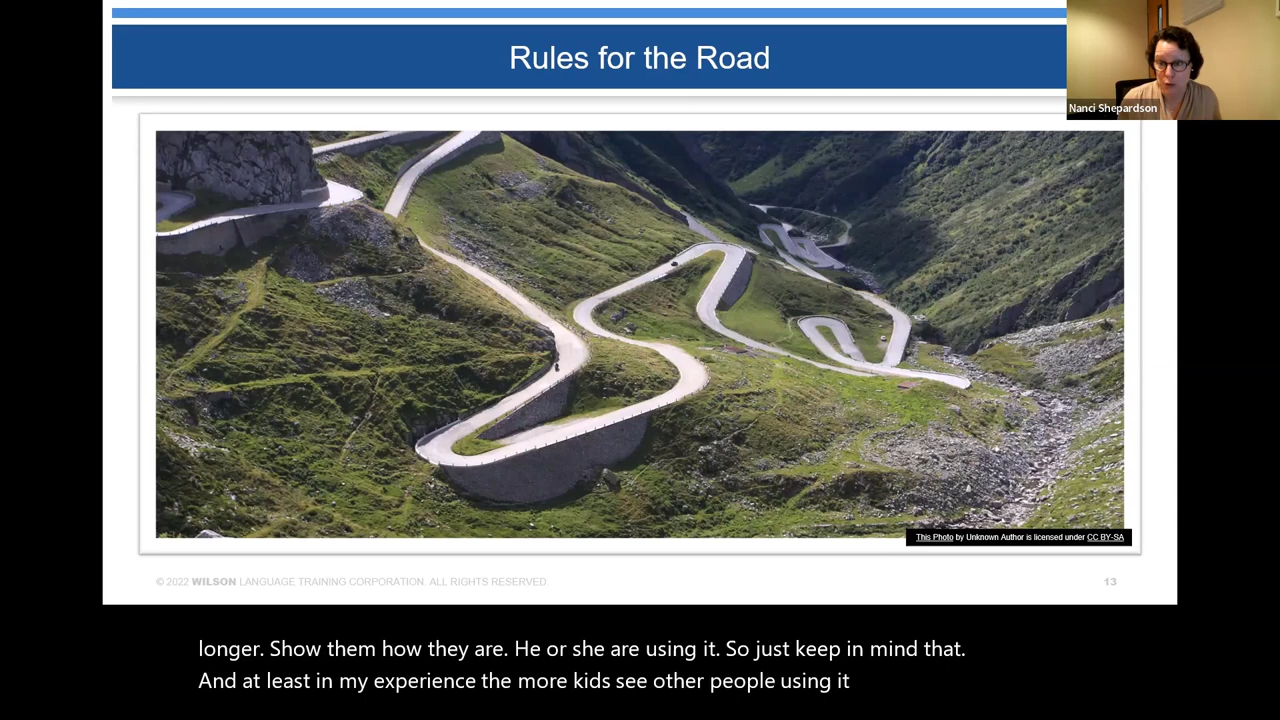 Rules for the Road
Nanci Shepardson
This Photo by Unknown Author is licensed under CC BY-SA
© 2022 WILSON LANGUAGE TRAINING CORPORATION. ALL RIGHTS RESERVED.
13
longer. Show them how they are. He or she are using it. So just keep in mind that.
And at least in my experience the more kids see other people using it